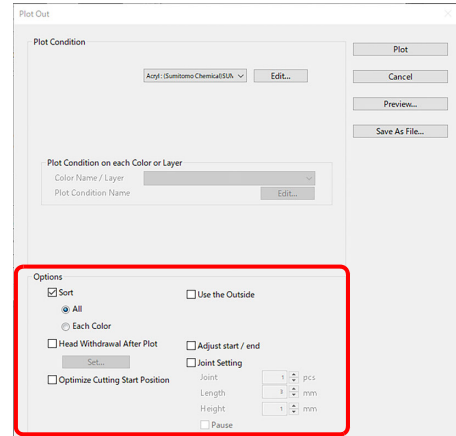 Plot Out
Plot Condition
Acryl : (Sumitomo Chemical)SUN
Edit...
Plot
Cancel
Preview...
Save As File...
Plot Condition on each Color or Layer
Color Name / Layer
Plot Condition Name
Edit...
Options
Sort
Use the Outside
All
Each Color
Head Withdrawal After Plot
Adjust start / end
Set...
Joint Setting
Optimize Cutting Start Position
Joint 1 pcs
Length 3 mm
Height 1 mm
Pause